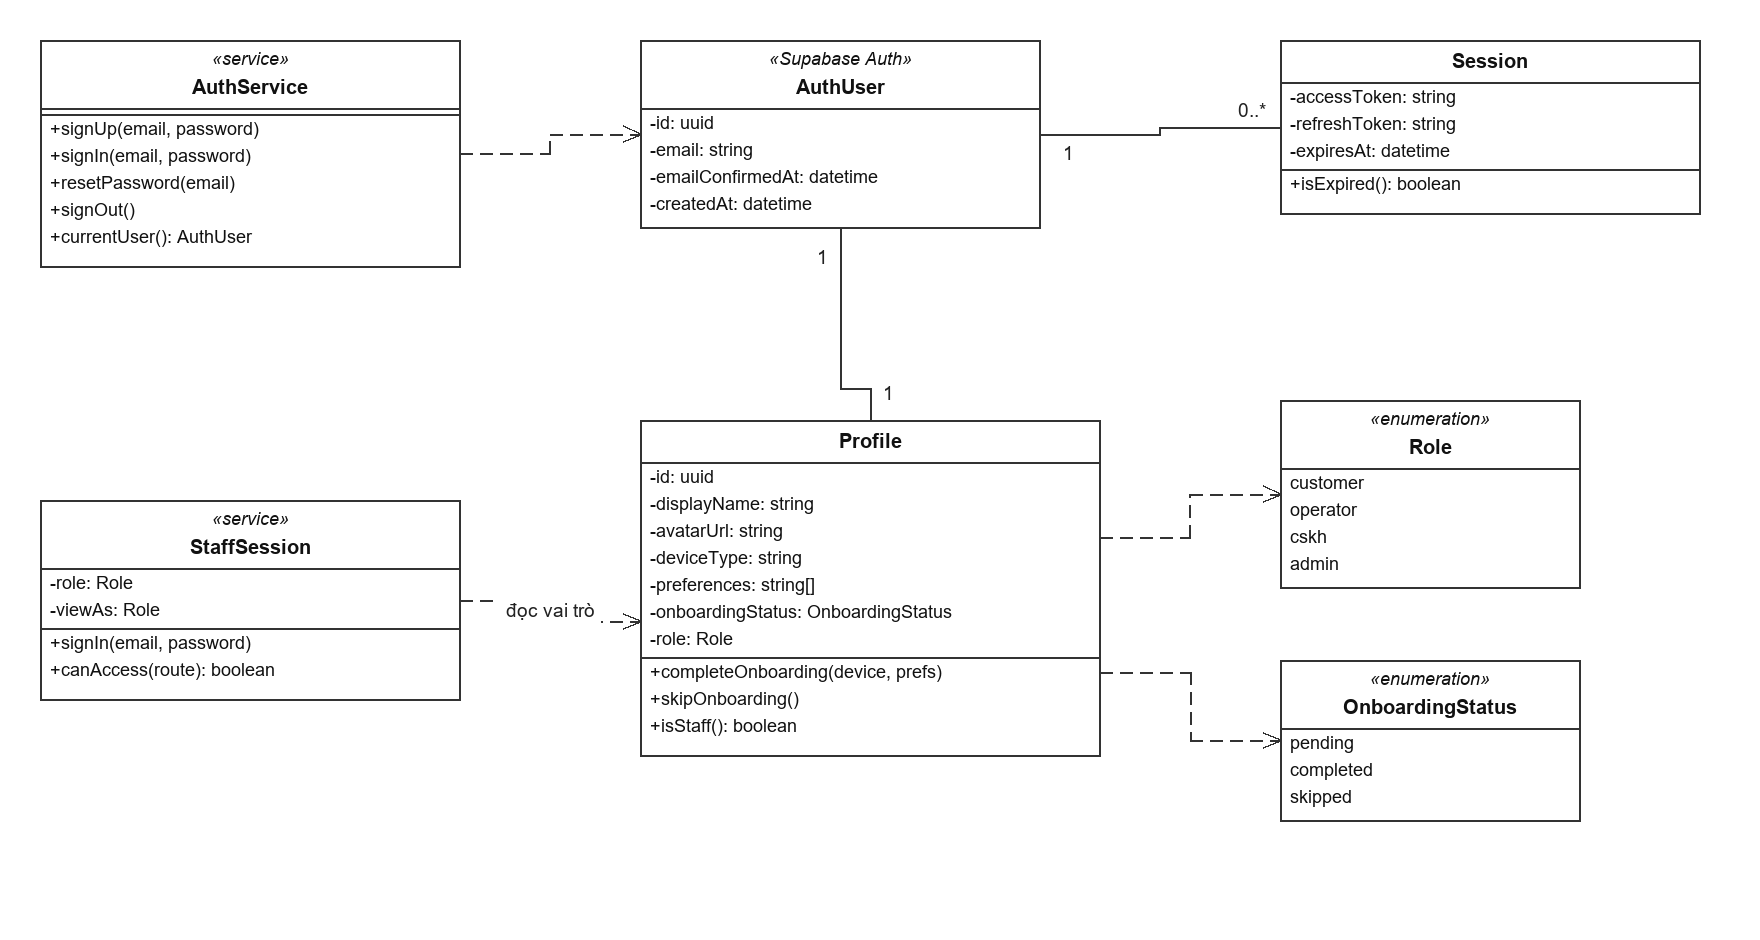 «service»
AuthService
+signUp(email, password)
+signIn(email, password)
+resetPassword(email)
+signOut()
+currentUser(): AuthUser
«Supabase Auth»
AuthUser
-id: uuid
-email: string
-emailConfirmedAt: datetime
-createdAt: datetime
1
0..*
Session
-accessToken: string
-refreshToken: string
-expiresAt: datetime
+isExpired(): boolean
1
1
Profile
-id: uuid
-displayName: string
-avatarUrl: string
-deviceType: string
-preferences: string[]
-onboardingStatus: OnboardingStatus
-role: Role
+completeOnboarding(device, prefs)
+skipOnboarding()
+isStaff(): boolean
«enumeration»
Role
customer
operator
cskh
admin
«service»
StaffSession
-role: Role
-viewAs: Role
+signIn(email, password)
+canAccess(route): boolean
đọc vai trò
«enumeration»
OnboardingStatus
pending
completed
skipped